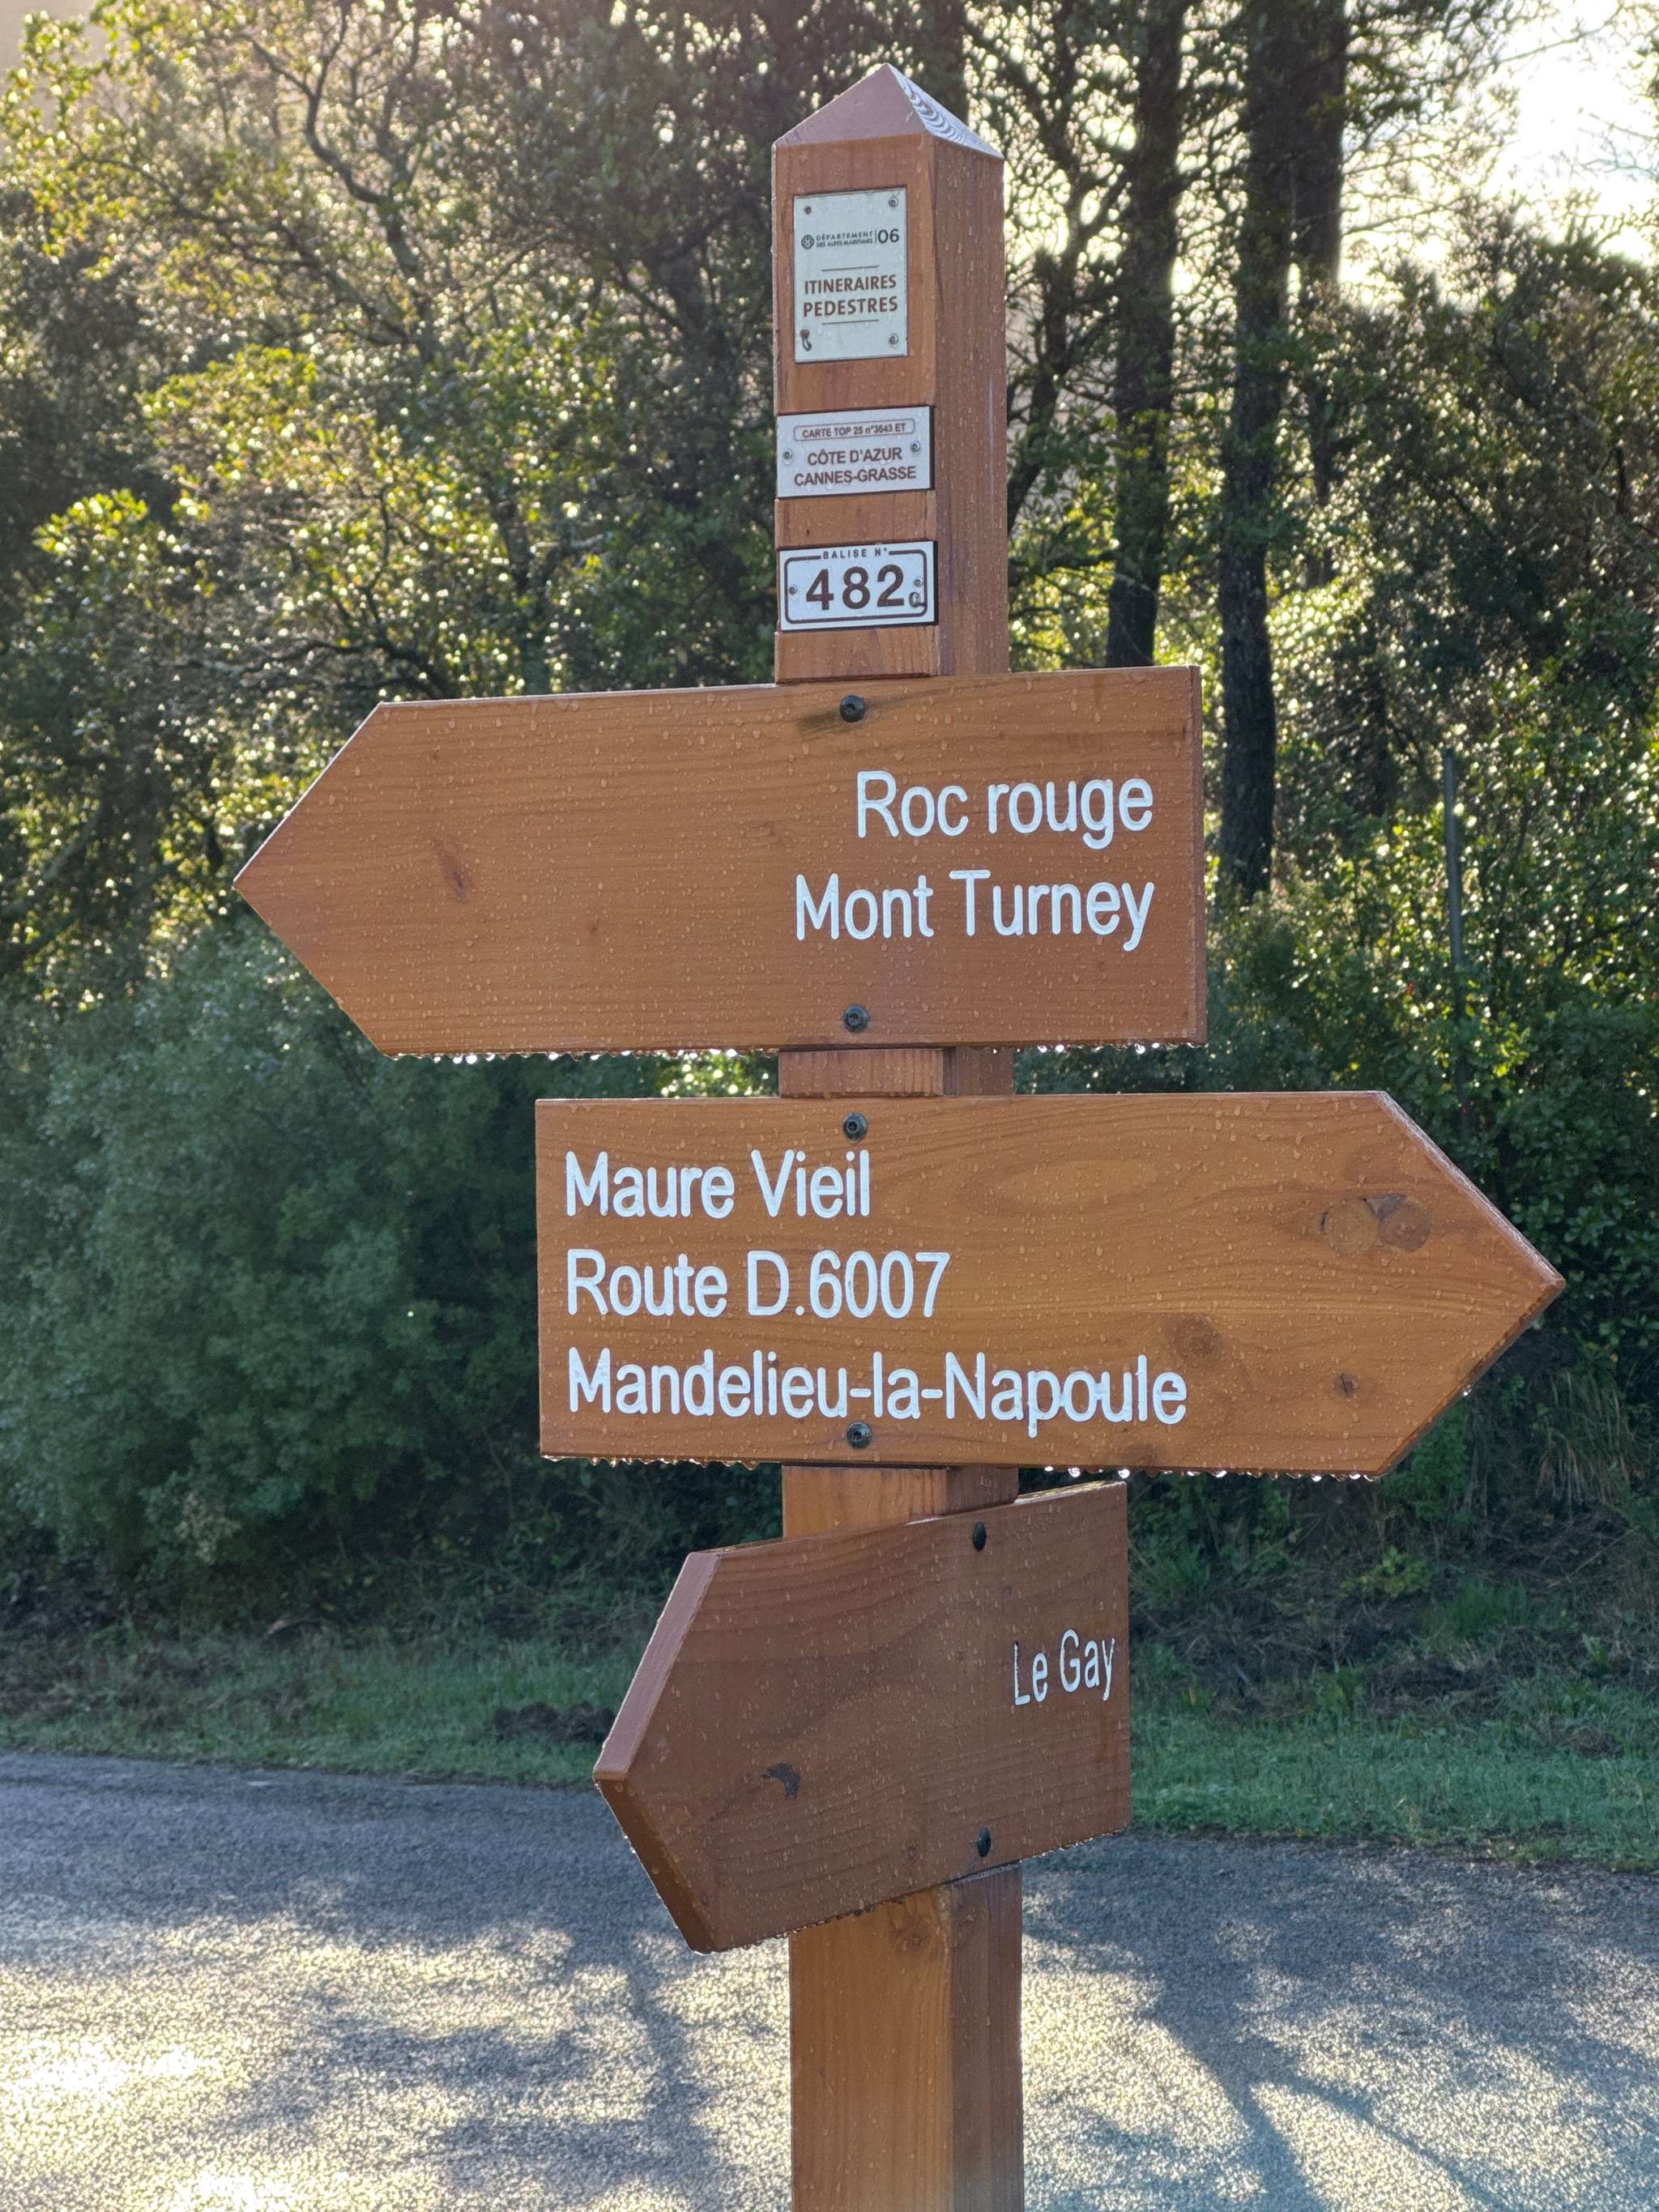 DÉPARTEMENT
DES ALPES-MARITIMES
06
ITINERAIRES
PEDESTRES
CARTE TOP 25 n°3643 ET
CÔTE D'AZUR
CANNES-GRASSE
BALISE N°
482
Roc rouge
Mont Turney
Maure Vieil
Route D.6007
Mandelieu-la-Napoule
Le Gay